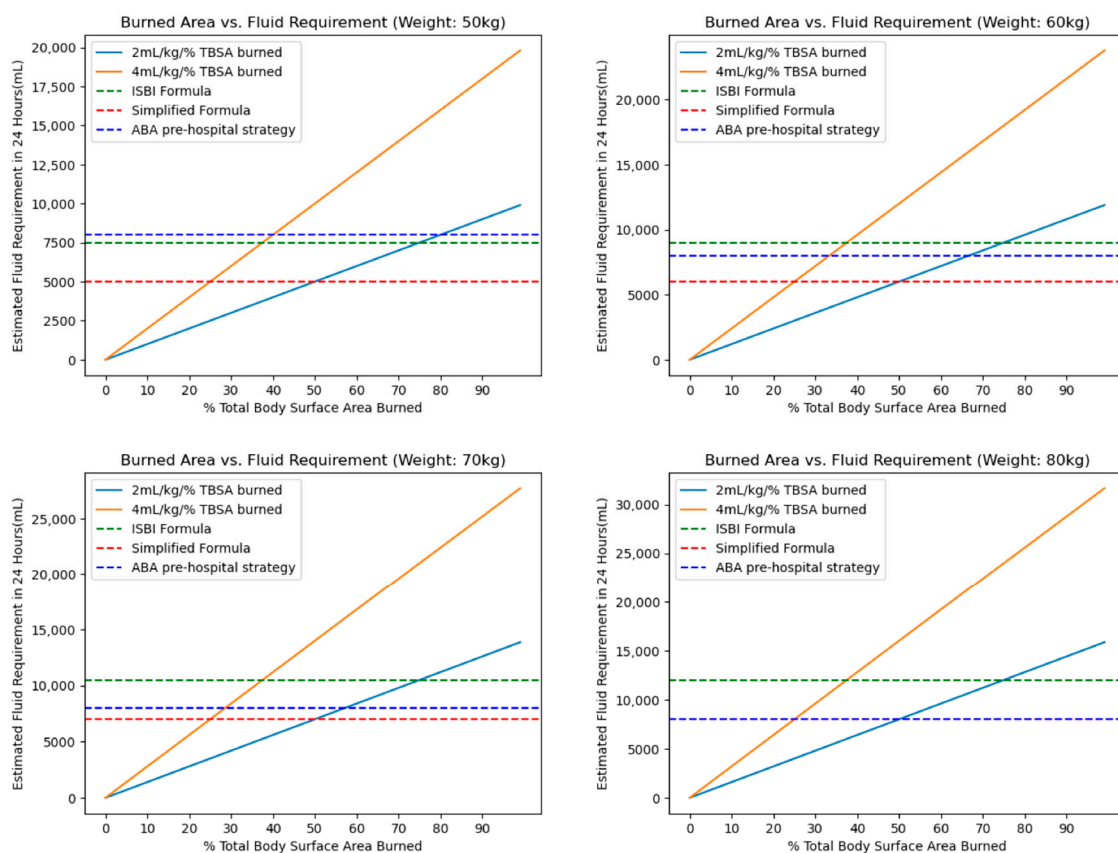 Burned Area vs. Fluid Requirement (Weight: 50kg)
Estimated Fluid Requirement in 24 Hours(mL)
20,000
17,500
15,000
12,500
10,000
7500
5000
2500
0
2mL/kg/% TBSA burned
4mL/kg/% TBSA burned
ISBI Formula
Simplified Formula
ABA pre-hospital strategy
0 10 20 30 40 50 60 70 80 90
% Total Body Surface Area Burned
Burned Area vs. Fluid Requirement (Weight: 60kg)
Estimated Fluid Requirement in 24 Hours(mL)
20,000
15,000
10,000
5000
0
2mL/kg/% TBSA burned
4mL/kg/% TBSA burned
ISBI Formula
Simplified Formula
ABA pre-hospital strategy
0 10 20 30 40 50 60 70 80 90
% Total Body Surface Area Burned
Burned Area vs. Fluid Requirement (Weight: 70kg)
Estimated Fluid Requirement in 24 Hours(mL)
25,000
20,000
15,000
10,000
5000
0
2mL/kg/% TBSA burned
4mL/kg/% TBSA burned
ISBI Formula
Simplified Formula
ABA pre-hospital strategy
0 10 20 30 40 50 60 70 80 90
% Total Body Surface Area Burned
Burned Area vs. Fluid Requirement (Weight: 80kg)
Estimated Fluid Requirement in 24 Hours(mL)
30,000
25,000
20,000
15,000
10,000
5000
0
2mL/kg/% TBSA burned
4mL/kg/% TBSA burned
ISBI Formula
Simplified Formula
ABA pre-hospital strategy
0 10 20 30 40 50 60 70 80 90
% Total Body Surface Area Burned